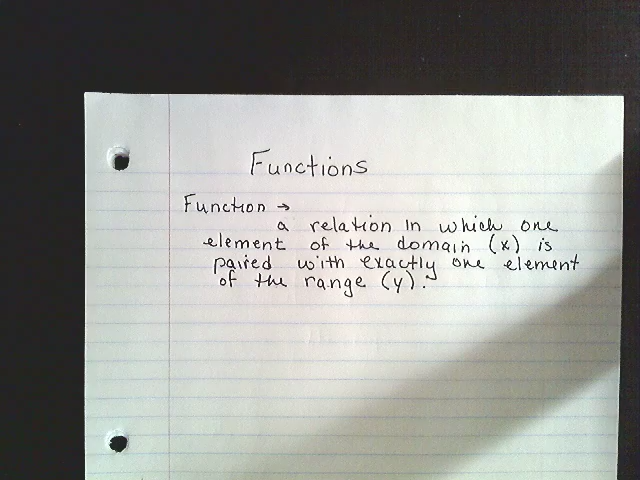 Functions
Function →
a relation in which one
element of the domain (x) is
paired with exactly one element
of the range (y).